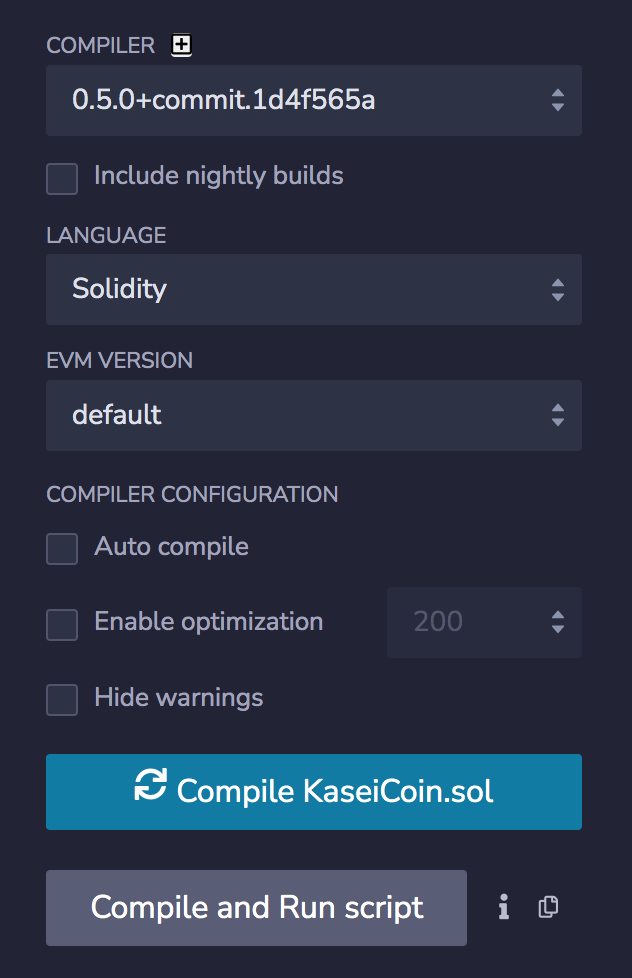 COMPILER
0.5.0+commit.1d4f565a
Include nightly builds
LANGUAGE
Solidity
EVM VERSION
default
COMPILER CONFIGURATION
Auto compile
Enable optimization 200
Hide warnings
Compile KaseiCoin.sol
Compile and Run script